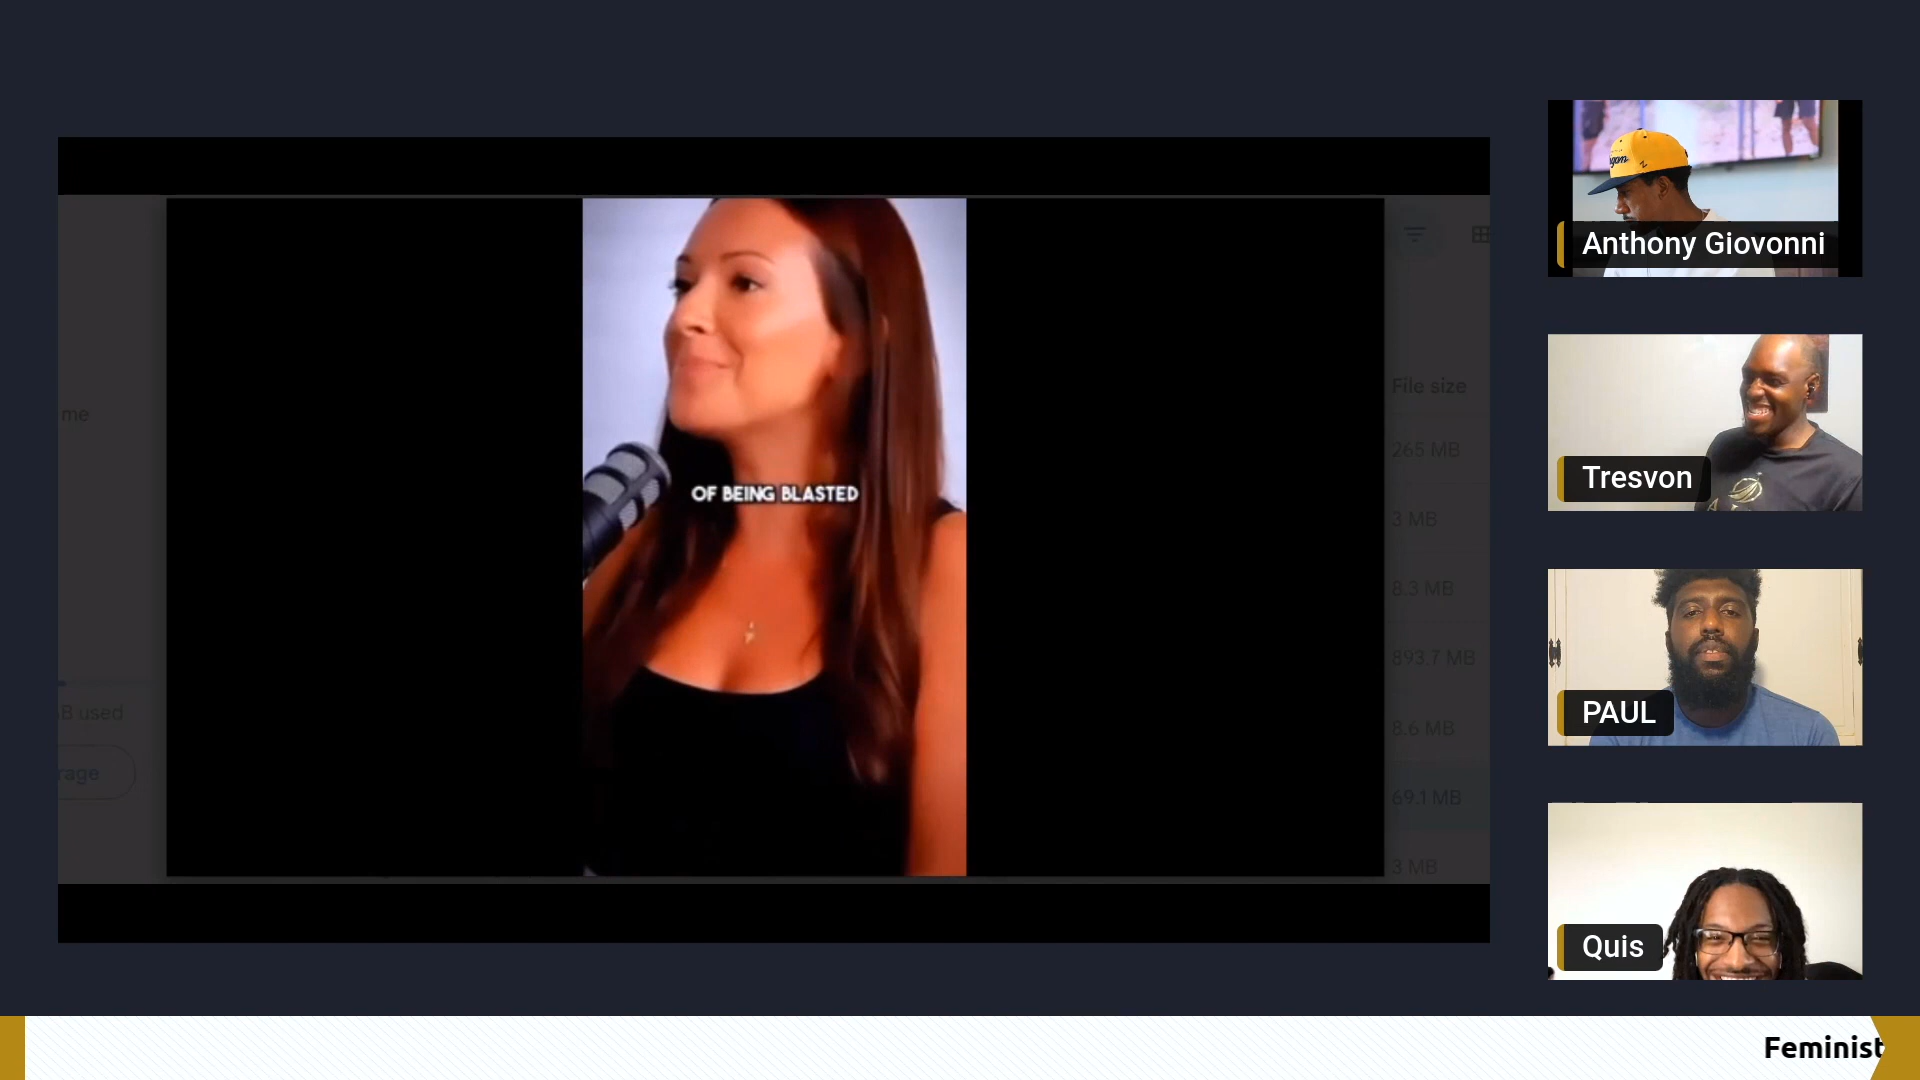 me
B used
rage
OF BEING BLASTED
File size
265 MB
3 MB
8.3 MB
893.7 MB
8.6 MB
69.1 MB
3 MB
Anthony Giovonni
Tresvon
PAUL
Quis
Feminist